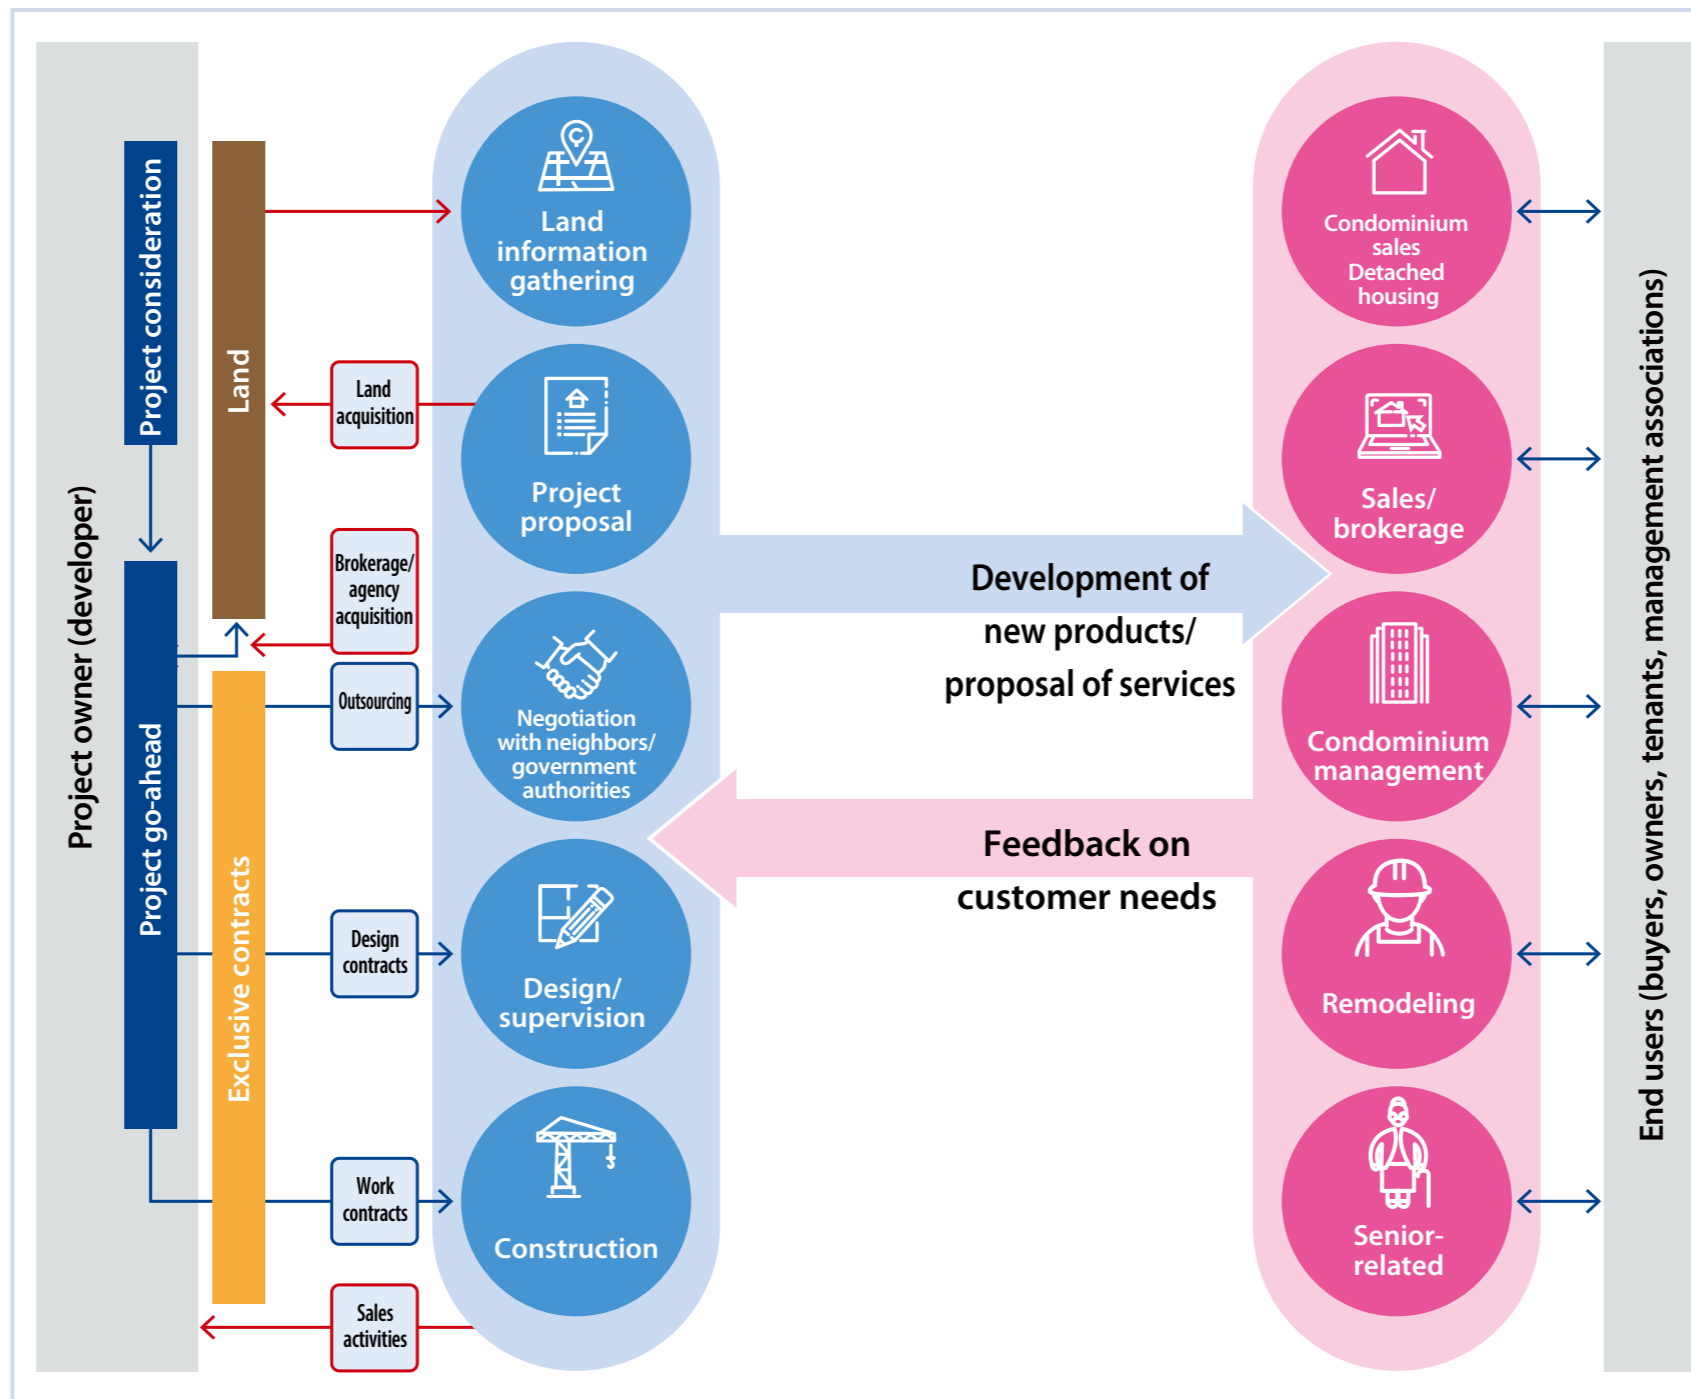 Project owner (developer)
Project consideration
Project go-ahead
Land
Exclusive contracts
Land
acquisition
Brokerage/
agency
acquisition
Outsourcing
Design
contracts
Work
contracts
Sales
activities
Land
information
gathering
Project
proposal
Negotiation
with neighbors/
government
authorities
Design/
supervision
Construction
Development of
new products/
proposal of services
Feedback on
customer needs
Condominium
sales
Detached
housing
Sales/
brokerage
Condominium
management
Remodeling
Senior-
related
End users (buyers, owners, tenants, management associations)